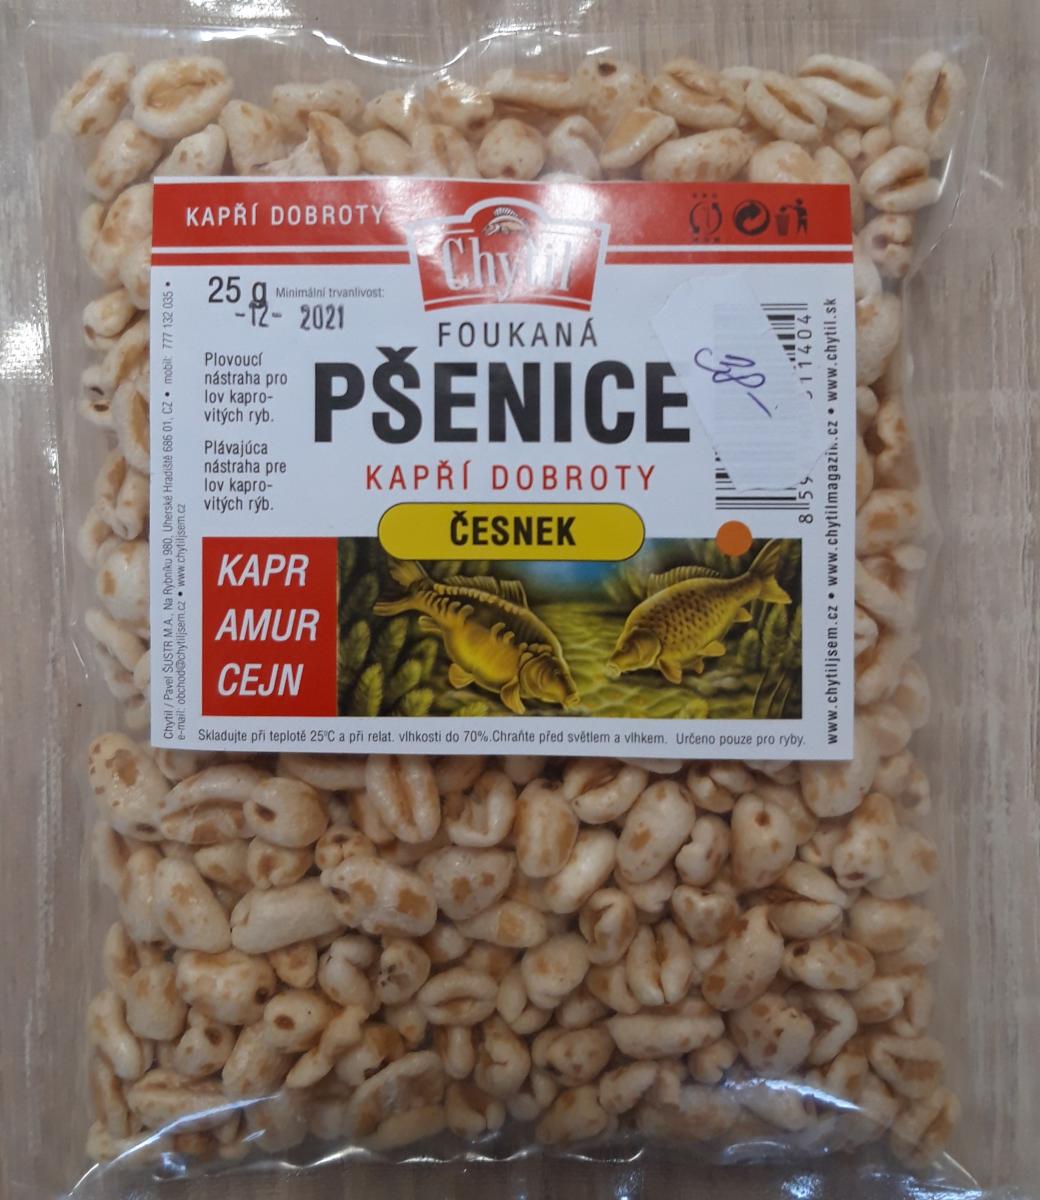 KAPŘÍ DOBROTY
Chytil
25 g Minimální trvanlivost:
-12- 2021
FOUKANÁ
PŠENICE
KAPŘÍ DOBROTY
ČESNEK
Plovoucí
nástraha pro
lov kapro-
vitých ryb.
Plávajúca
nástraha pre
lov kapro-
vitých rýb.
KAPR
AMUR
CEJN
Skladujte při teplotě 25°C a při relat. vlhkosti do 70%.Chraňte před světlem a vlhkem. Určeno pouze pro ryby.
Chytil / Pavel ŠUSTR M.A., Na Rybníku 980, Uherské Hradiště 686 01, CZ • mobil: 777 132 035 •
e-mail: obchod@chytiljsem.cz • www.chytiljsem.cz
www.chytiljsem.cz • www.chytilmagazin.cz • www.chytil.sk